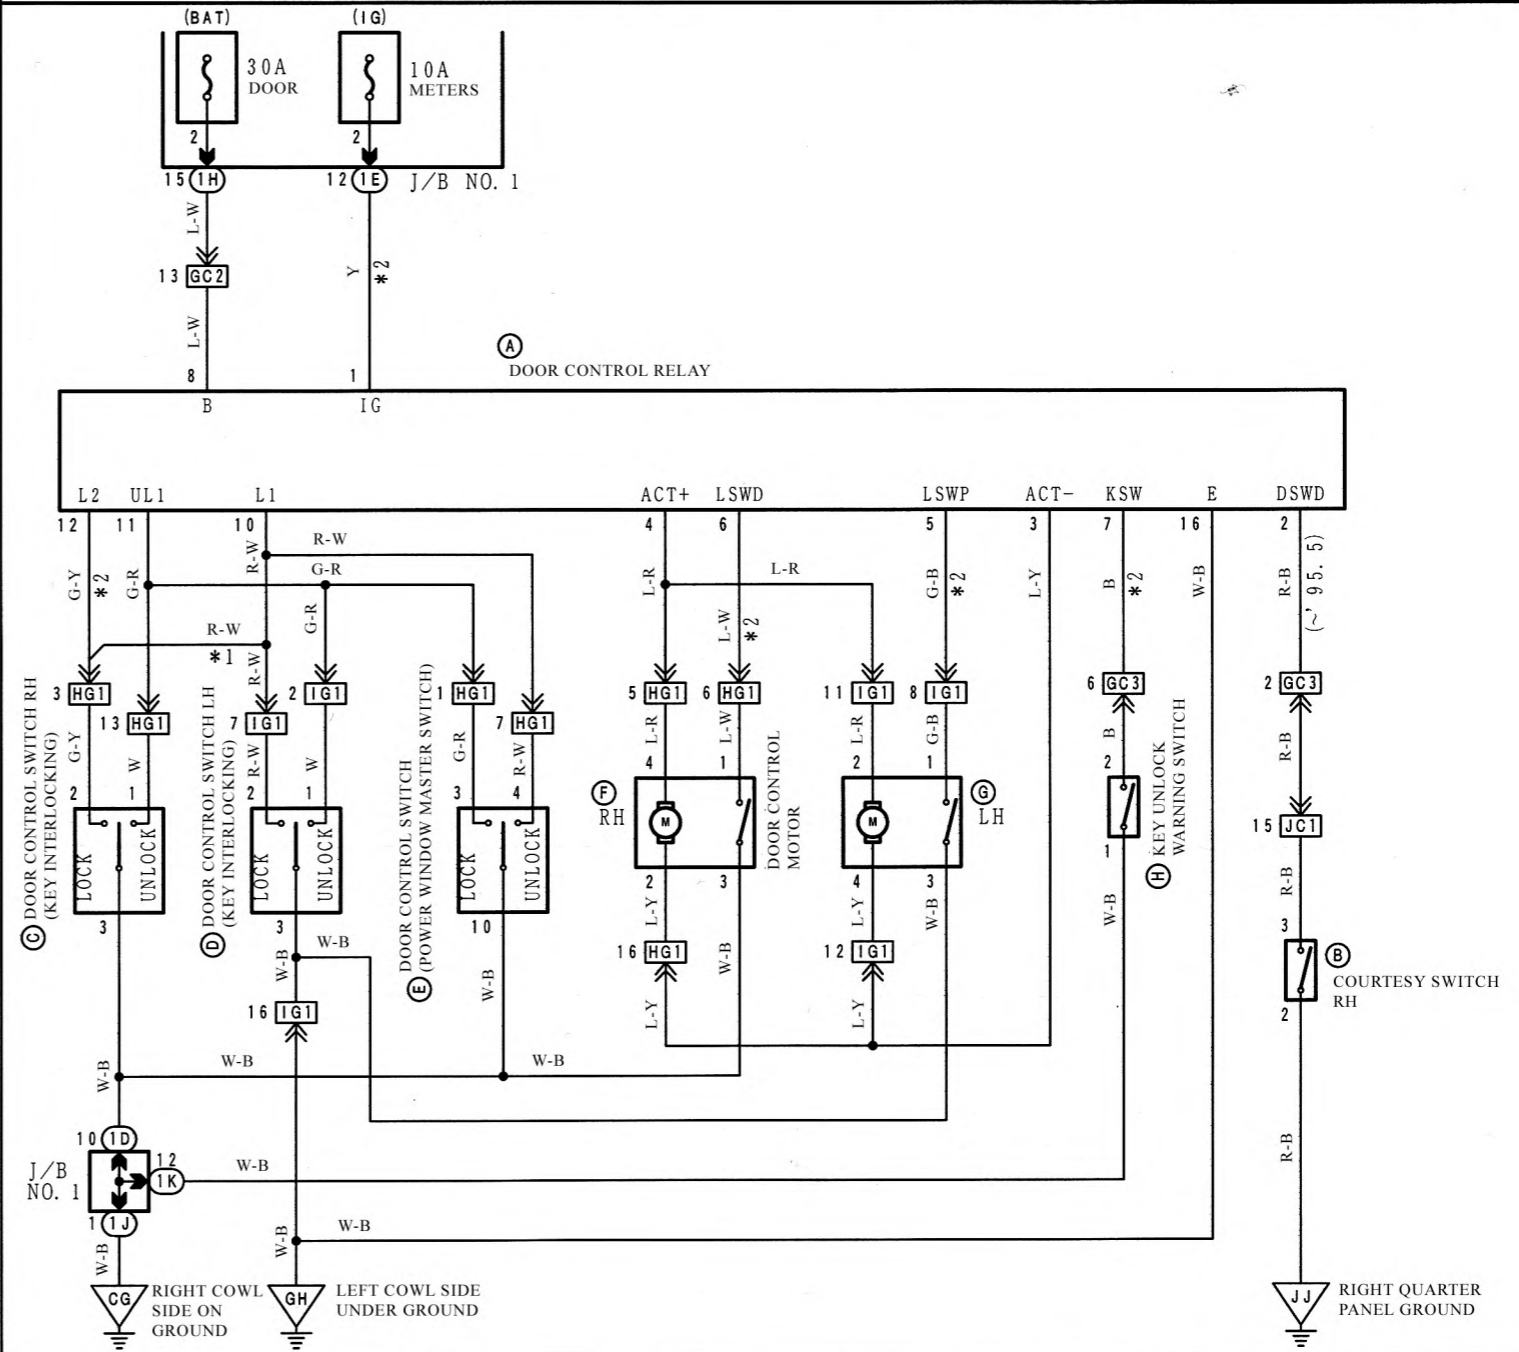 (BAT) (IG)
30A
DOOR
10A
METERS
2 2
15 1H 12 1E J/B NO. 1
L-W
13 GC2
Y *2
L-W
A
DOOR CONTROL RELAY
8 1
B IG
L2 UL1 L1 ACT+ LSWD LSWP ACT- KSW E DSWD
12 11 10 4 6 5 3 7 16 2
R-W
R-W
G-R
G-Y *2
G-R
G-R
L-R
L-R
L-W *2
G-B *2
L-Y
B *2
W-B
R-B (~'95. 5)
R-W
*1
R-W
3 HG1
13 HG1
7 IG1
2 IG1
1 HG1
7 HG1
5 HG1
6 HG1
11 IG1
8 IG1
6 GC3
2 GC3
G-Y
W
R-W
W
G-R
R-W
L-R
L-W
L-R
G-B
B
R-B
2 1 2 1 3 4 4 1 2 1 2
C DOOR CONTROL SWITCH RH
(KEY INTERLOCKING)
LOCK UNLOCK
3
D DOOR CONTROL SWITCH LH
(KEY INTERLOCKING)
LOCK UNLOCK
3
E DOOR CONTROL SWITCH
(POWER WINDOW MASTER SWITCH)
LOCK UNLOCK
10
F
RH
M
2 3
DOOR CONTROL
MOTOR
G
LH
M
4 3
1
H KEY UNLOCK
WARNING SWITCH
15 JC1
R-B
3
B
COURTESY SWITCH
RH
2
W-B
W-B
16 IG1
W-B
L-Y
16 HG1
L-Y
W-B
L-Y
12 IG1
L-Y
W-B
W-B
W-B
W-B W-B
10 1D
J/B
NO. 1
12
1K
W-B
1 1J
W-B
W-B
W-B
R-B
CG
RIGHT COWL
SIDE ON
GROUND
GH
LEFT COWL SIDE
UNDER GROUND
JJ
RIGHT QUARTER
PANEL GROUND